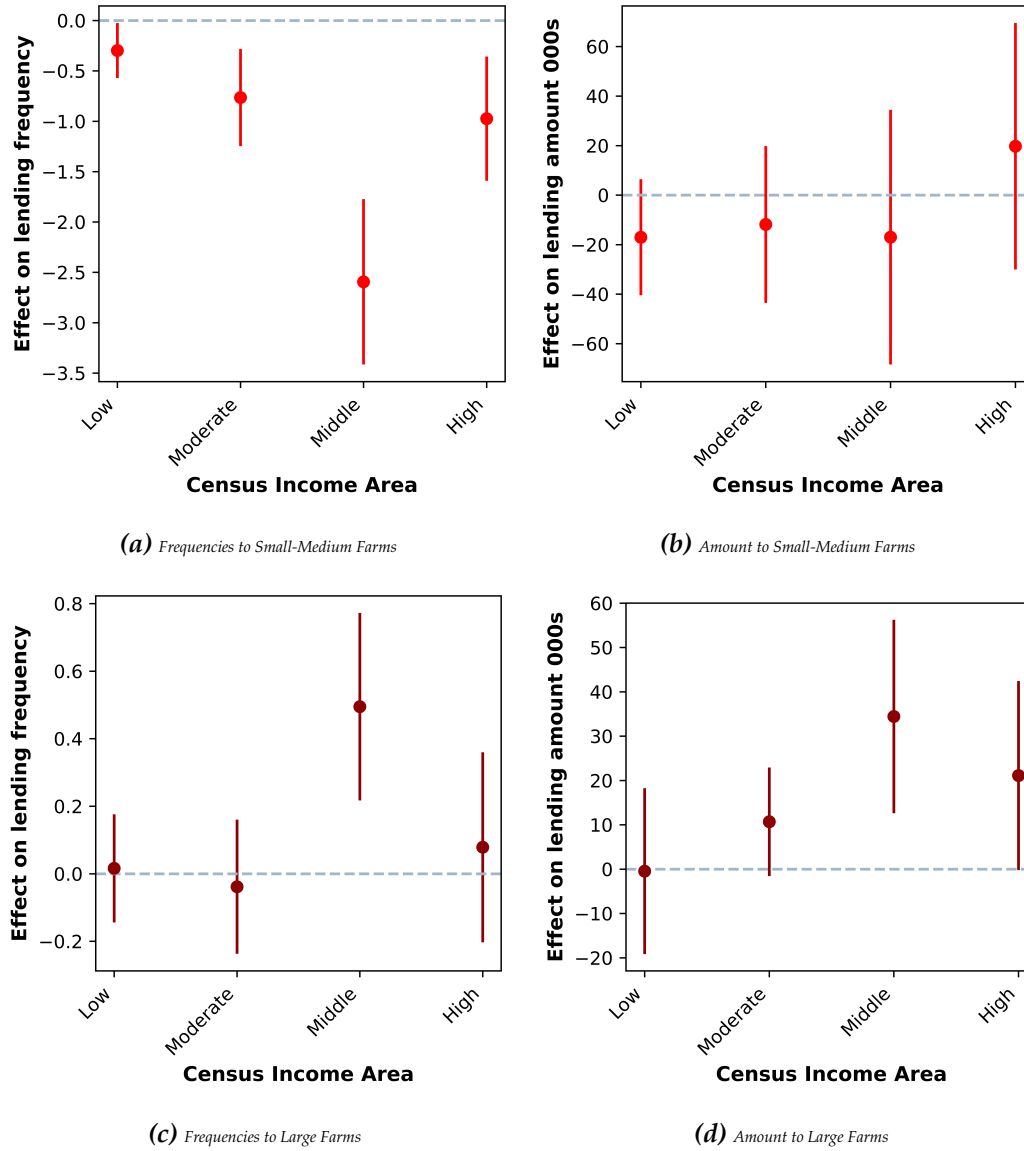 0.0
−0.5
−1.0
−1.5
−2.0
−2.5
−3.0
−3.5
Effect on lending frequency
Low
Moderate
Middle
High
Census Income Area
(a) Frequencies to Small-Medium Farms
60
40
20
0
−20
−40
−60
Effect on lending amount 000s
Low
Moderate
Middle
High
Census Income Area
(b) Amount to Small-Medium Farms
0.8
0.6
0.4
0.2
0.0
−0.2
Effect on lending frequency
Low
Moderate
Middle
High
Census Income Area
(c) Frequencies to Large Farms
60
50
40
30
20
10
0
−10
−20
Effect on lending amount 000s
Low
Moderate
Middle
High
Census Income Area
(d) Amount to Large Farms